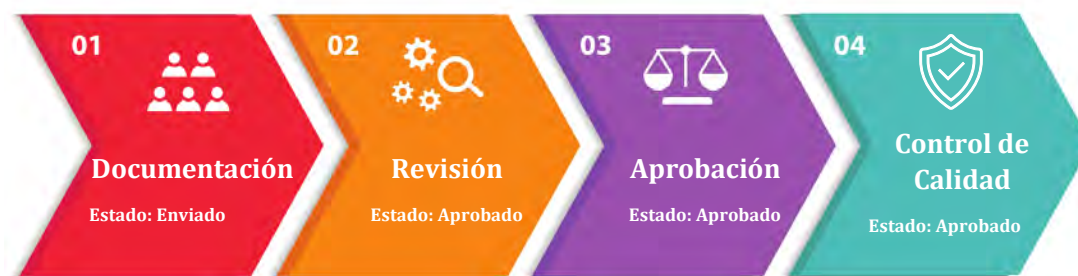 01
Documentación
Estado: Enviado
02
Revisión
Estado: Aprobado
03
Aprobación
Estado: Aprobado
04
Control de
Calidad
Estado: Aprobado